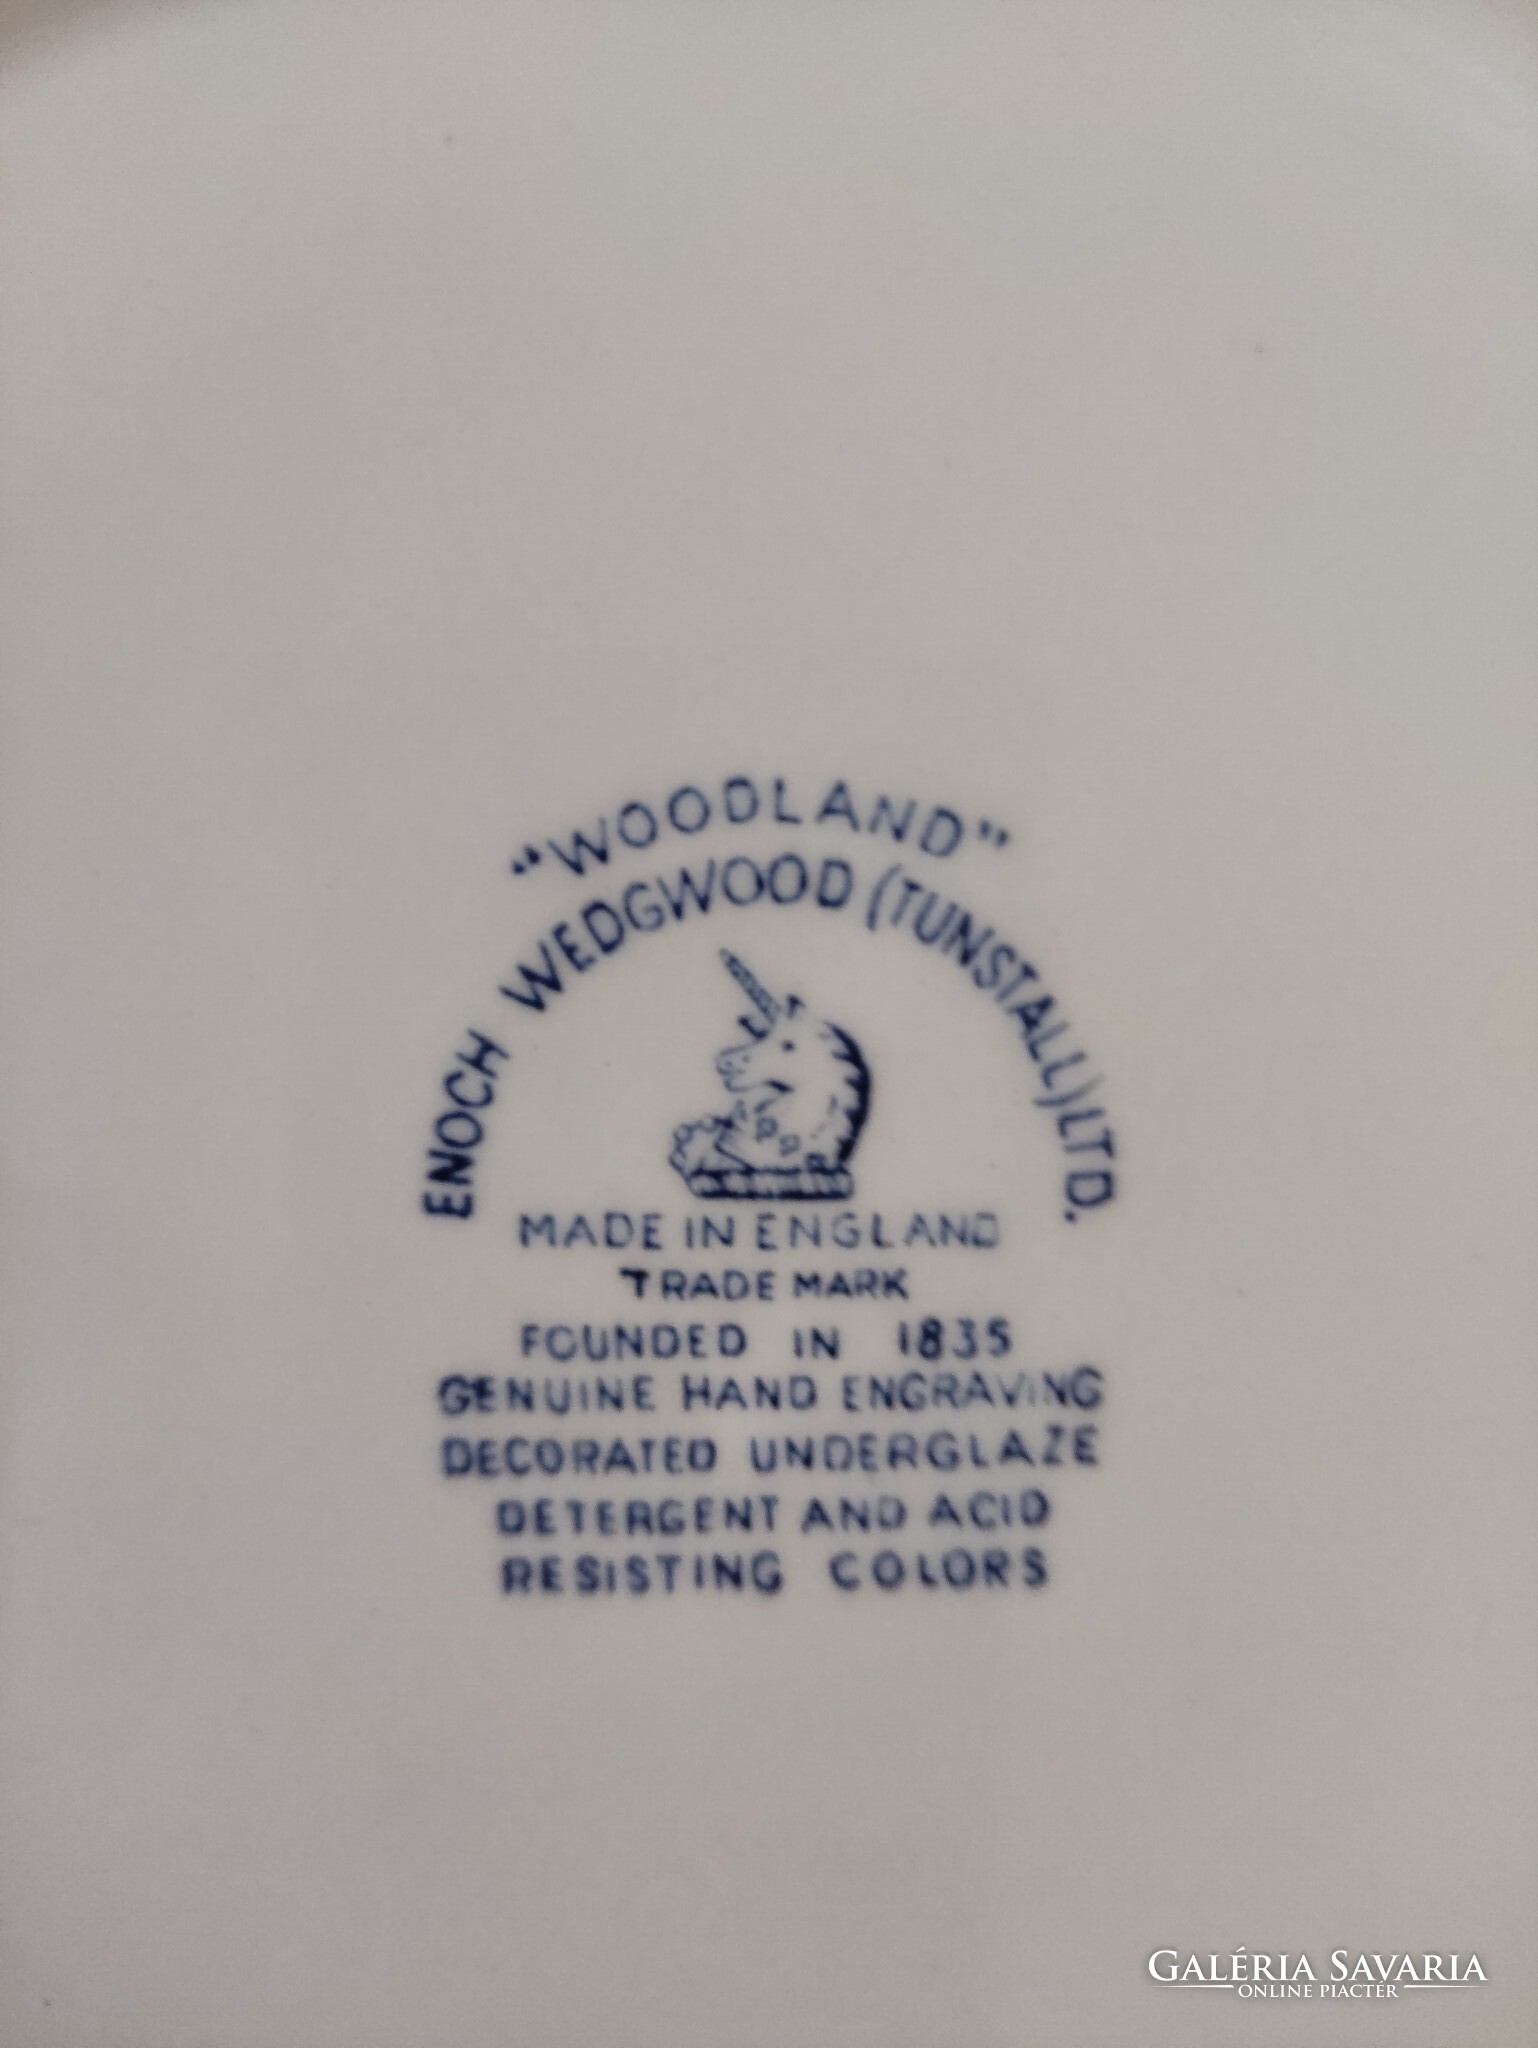 "WOODLAND"
ENOCH WEDGWOOD (TUNSTALL) LTD.
MADE IN ENGLAND
TRADE MARK
FOUNDED IN 1835
GENUINE HAND ENGRAVING
DECORATED UNDERGLAZE
DETERGENT AND ACID
RESISTING COLORS
GALÉRIA SAVARIA
ONLINE PIACTÉR